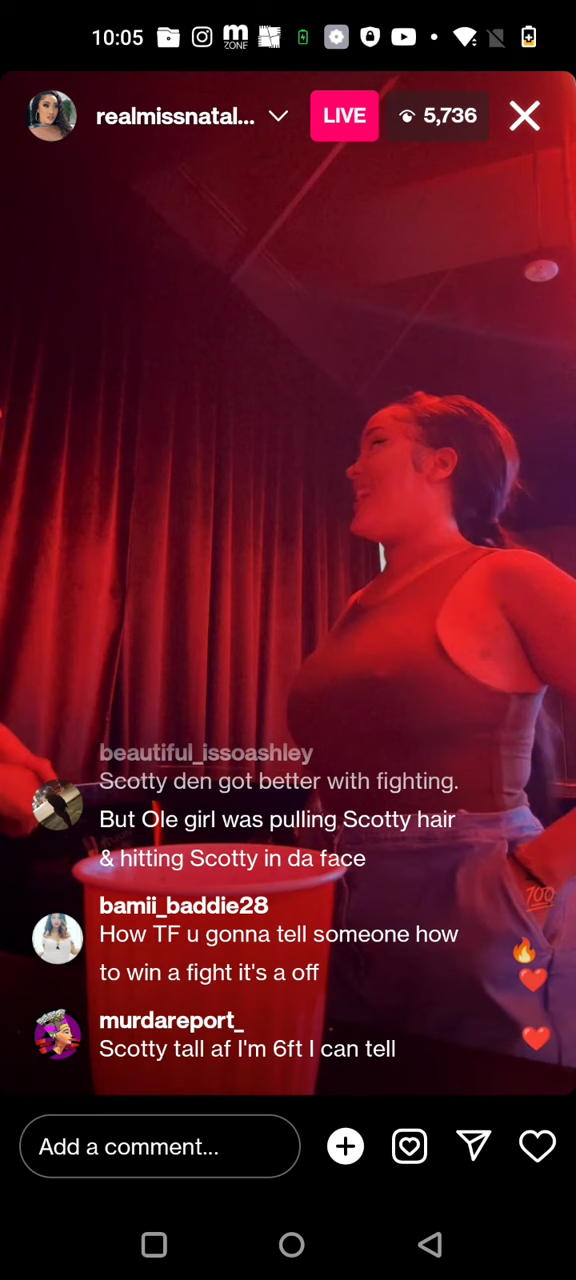 10:05
m
ZONE
realmissnatal...
LIVE
5,736
beautiful_issoashley
Scotty den got better with fighting.
But Ole girl was pulling Scotty hair
& hitting Scotty in da face
bamii_baddie28
How TF u gonna tell someone how
to win a fight it's a off
murdareport_
Scotty tall af I'm 6ft I can tell
100
Add a comment...